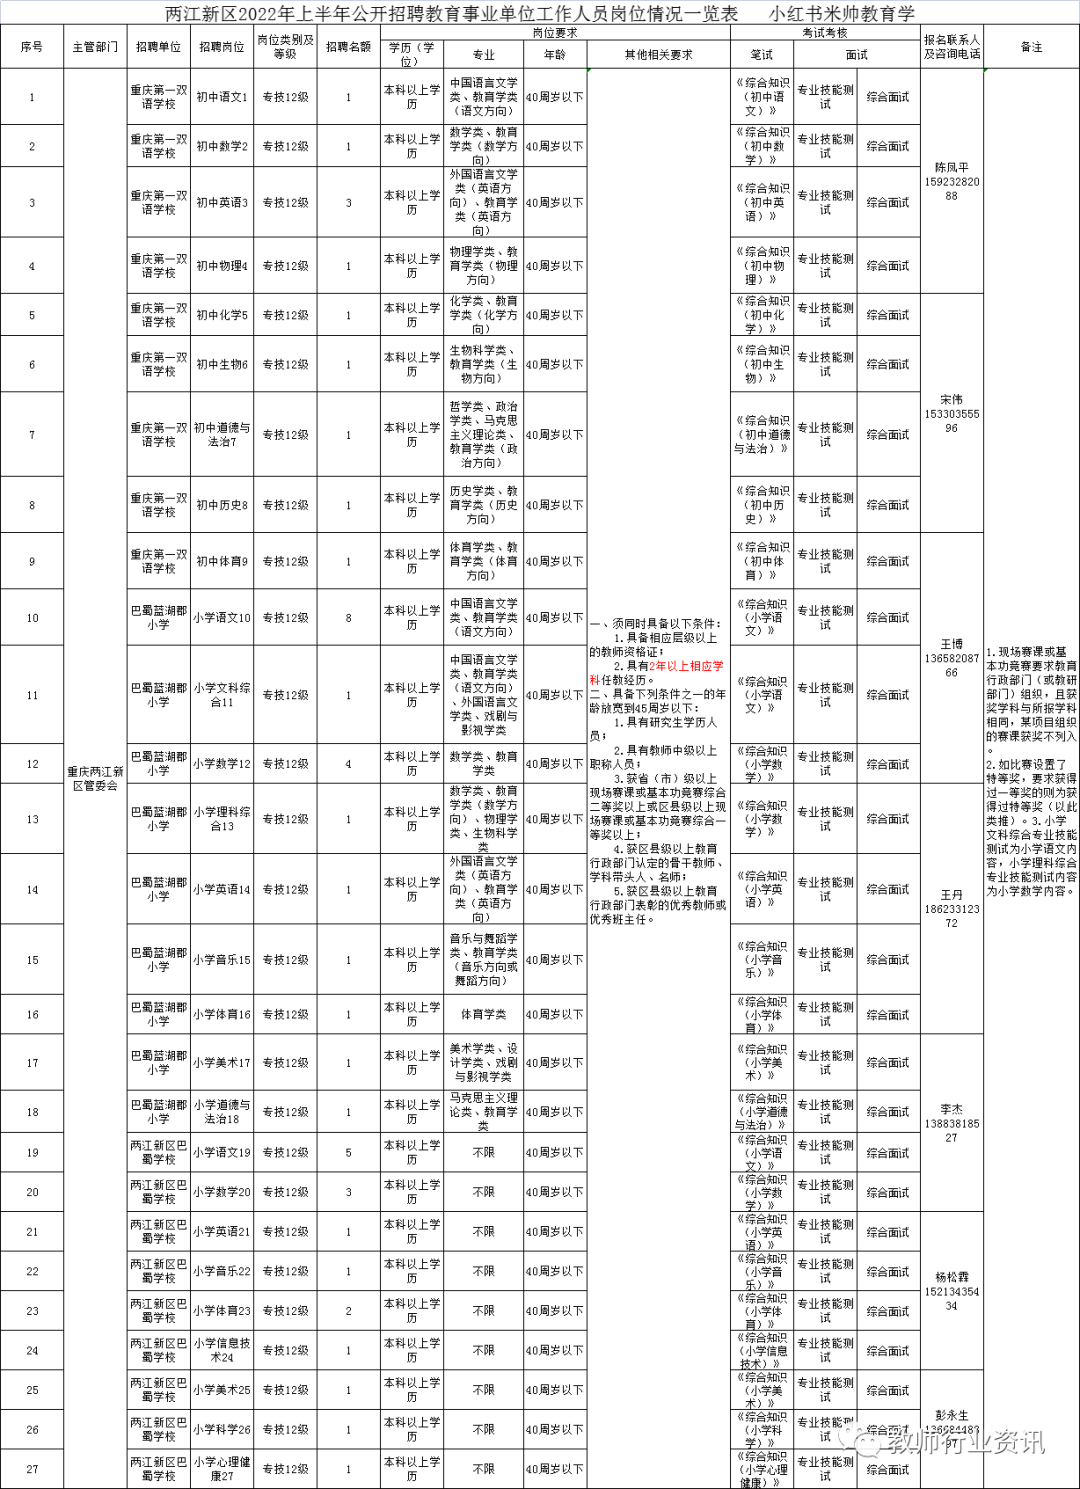 两江新区2022年上半年公开招聘教育事业单位工作人员岗位情况一览表 小红书米帅教育学
序号 主管部门 招聘单位 招聘岗位 岗位类别及等级 招聘名额 岗位要求 考试考核 报名联系人及咨询电话 备注
学历（学位） 专业 年龄 其他相关要求 笔试 面试
1 重庆第一双语学校 初中语文1 专技12级 1 本科以上学历 中国语言文学类、教育学类（语文方向） 40周岁以下 《综合知识（初中语文）》 专业技能测试 综合面试
2 重庆第一双语学校 初中数学2 专技12级 1 本科以上学历 数学类、教育学类（数学方向） 40周岁以下 《综合知识（初中数学）》 专业技能测试 综合面试
3 重庆第一双语学校 初中英语3 专技12级 3 本科以上学历 外国语言文学类（英语方向）、教育学类（英语方向） 40周岁以下 《综合知识（初中英语）》 专业技能测试 综合面试
4 重庆第一双语学校 初中物理4 专技12级 1 本科以上学历 物理学类、教育学类（物理方向） 40周岁以下 《综合知识（初中物理）》 专业技能测试 综合面试
陈凤平
15923282088
5 重庆第一双语学校 初中化学5 专技12级 1 本科以上学历 化学类、教育学类（化学方向） 40周岁以下 《综合知识（初中化学）》 专业技能测试 综合面试
6 重庆第一双语学校 初中生物6 专技12级 1 本科以上学历 生物科学类、教育学类（生物方向） 40周岁以下 《综合知识（初中生物）》 专业技能测试 综合面试
7 重庆第一双语学校 初中道德与法治7 专技12级 1 本科以上学历 哲学类、政治学类、马克思主义理论类、教育学类（政治方向） 40周岁以下 《综合知识（初中道德与法治）》 专业技能测试 综合面试
8 重庆第一双语学校 初中历史8 专技12级 1 本科以上学历 历史学类、教育学类（历史方向） 40周岁以下 《综合知识（初中历史）》 专业技能测试 综合面试
宋伟
15330355596
9 重庆第一双语学校 初中体育9 专技12级 1 本科以上学历 体育学类、教育学类（体育方向） 40周岁以下 《综合知识（初中体育）》 专业技能测试 综合面试
10 巴蜀蓝湖郡小学 小学语文10 专技12级 8 本科以上学历 中国语言文学类、教育学类（语文方向） 40周岁以下 《综合知识（小学语文）》 专业技能测试 综合面试
11 巴蜀蓝湖郡小学 小学文科综合11 专技12级 1 本科以上学历 中国语言文学类、教育学类（语文方向）、外国语言文学类、戏剧与影视学类 40周岁以下 《综合知识（小学语文）》 专业技能测试 综合面试
12 巴蜀蓝湖郡小学 小学数学12 专技12级 4 本科以上学历 数学类、教育学类 40周岁以下 《综合知识（小学数学）》 专业技能测试 综合面试
王博
13658208766
重庆两江新区管委会
13 巴蜀蓝湖郡小学 小学理科综合13 专技12级 1 本科以上学历 数学类、教育学类（数学方向）、物理学类、生物科学类 40周岁以下 《综合知识（小学数学）》 专业技能测试 综合面试
14 巴蜀蓝湖郡小学 小学英语14 专技12级 1 本科以上学历 外国语言文学类（英语方向）、教育学类（英语方向） 40周岁以下 《综合知识（小学英语）》 专业技能测试 综合面试
15 巴蜀蓝湖郡小学 小学音乐15 专技12级 1 本科以上学历 音乐与舞蹈学类、教育学类（音乐方向或舞蹈方向） 40周岁以下 《综合知识（小学音乐）》 专业技能测试 综合面试
16 巴蜀蓝湖郡小学 小学体育16 专技12级 1 本科以上学历 体育学类 40周岁以下 《综合知识（小学体育）》 专业技能测试 综合面试
王丹
18623312372
17 巴蜀蓝湖郡小学 小学美术17 专技12级 1 本科以上学历 美术学类、设计学类、戏剧与影视学类 40周岁以下 《综合知识（小学美术）》 专业技能测试 综合面试
18 巴蜀蓝湖郡小学 小学道德与法治18 专技12级 1 本科以上学历 马克思主义理论类、教育学类 40周岁以下 《综合知识（小学道德与法治）》 专业技能测试 综合面试
19 两江新区巴蜀学校 小学语文19 专技12级 5 本科以上学历 不限 40周岁以下 《综合知识（小学语文）》 专业技能测试 综合面试
20 两江新区巴蜀学校 小学数学20 专技12级 3 本科以上学历 不限 40周岁以下 《综合知识（小学数学）》 专业技能测试 综合面试
李杰
13883818527
21 两江新区巴蜀学校 小学英语21 专技12级 1 本科以上学历 不限 40周岁以下 《综合知识（小学英语）》 专业技能测试 综合面试
22 两江新区巴蜀学校 小学音乐22 专技12级 1 本科以上学历 不限 40周岁以下 《综合知识（小学音乐）》 专业技能测试 综合面试
23 两江新区巴蜀学校 小学体育23 专技12级 2 本科以上学历 不限 40周岁以下 《综合知识（小学体育）》 专业技能测试 综合面试
24 两江新区巴蜀学校 小学信息技术24 专技12级 1 本科以上学历 不限 40周岁以下 《综合知识（小学信息技术）》 专业技能测试 综合面试
杨松霖
15213435434
25 两江新区巴蜀学校 小学美术25 专技12级 1 本科以上学历 不限 40周岁以下 《综合知识（小学美术）》 专业技能测试 综合面试
26 两江新区巴蜀学校 小学科学26 专技12级 1 本科以上学历 不限 40周岁以下 《综合知识（小学科学）》 专业技能测试 综合面试
27 两江新区巴蜀学校 小学心理健康27 专技12级 1 本科以上学历 不限 40周岁以下 《综合知识（小学心理健康）》 专业技能测试 综合面试
彭永生
一、须同时具备以下条件：
1.具备相应层级以上的教师资格证；
2.具有2年以上相应学科任教经历。
二、具备下列条件之一的年龄放宽到45周岁以下：
1.具有研究生学历人员；
2.具有教师中级以上职称人员；
3.获省（市）级以上现场赛课或基本功竞赛综合二等奖以上或区县级以上现场赛课或基本功竞赛综合一等奖以上；
4.获区县级以上教育行政部门认定的骨干教师、学科带头人、名师；
5.获区县级以上教育行政部门表彰的优秀教师或优秀班主任。
1.现场赛课或基本功竞赛要求教育行政部门（或教研部门）组织，且获奖学科与所报学科相同，某项目组织的赛课获奖不列入。
2.如比赛设置了特等奖，要求获得过一等奖的则为获得过特等奖（以此类推）。3.小学文科综合专业技能测试为小学语文内容，小学理科综合专业技能测试内容为小学数学内容。
教师行业资讯